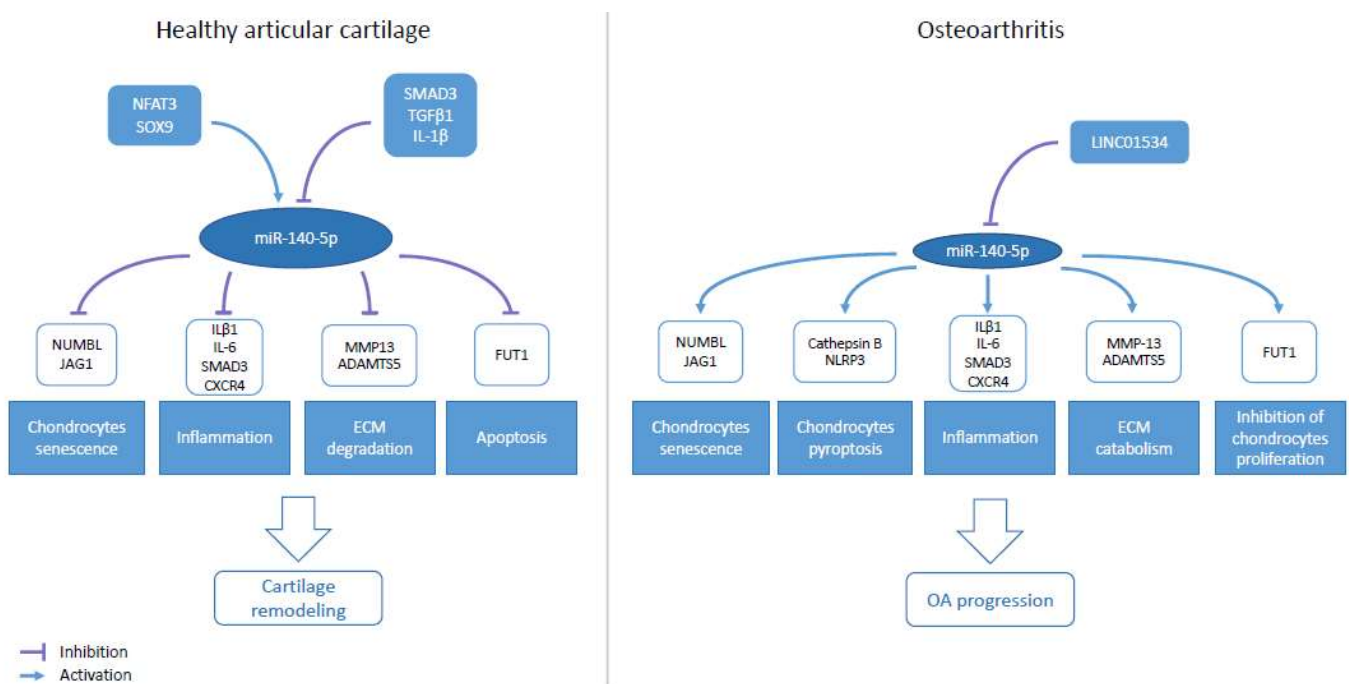 Healthy articular cartilage
NFAT3
SOX9
SMAD3
TGFβ1
IL-1β
miR-140-5p
NUMBL
JAG1
ILβ1
IL-6
SMAD3
CXCR4
MMP13
ADAMTS5
FUT1
Chondrocytes
senescence
Inflammation
ECM
degradation
Apoptosis
Cartilage
remodeling
Inhibition
Activation
Osteoarthritis
LINC01534
miR-140-5p
NUMBL
JAG1
Cathepsin B
NLRP3
ILβ1
IL-6
SMAD3
CXCR4
MMP-13
ADAMTS5
FUT1
Chondrocytes
senescence
Chondrocytes
pyroptosis
Inflammation
ECM
catabolism
Inhibition of
chondrocytes
proliferation
OA progression